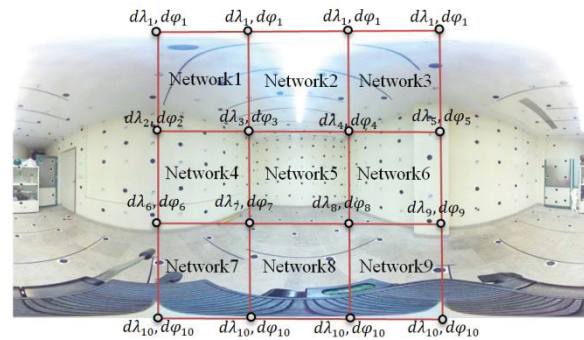 dλ₁, dφ₁ dλ₁, dφ₁ dλ₁, dφ₁ dλ₁, dφ₁
Network1 Network2 Network3
dλ₂, dφ₂ dλ₃, dφ₃ dλ₄, dφ₄ dλ₅, dφ₅
Network4 Network5 Network6
dλ₆, dφ₆ dλ₇, dφ₇ dλ₈, dφ₈ dλ₉, dφ₉
Network7 Network8 Network9
dλ₁₀, dφ₁₀ dλ₁₀, dφ₁₀ dλ₁₀, dφ₁₀ dλ₁₀, dφ₁₀